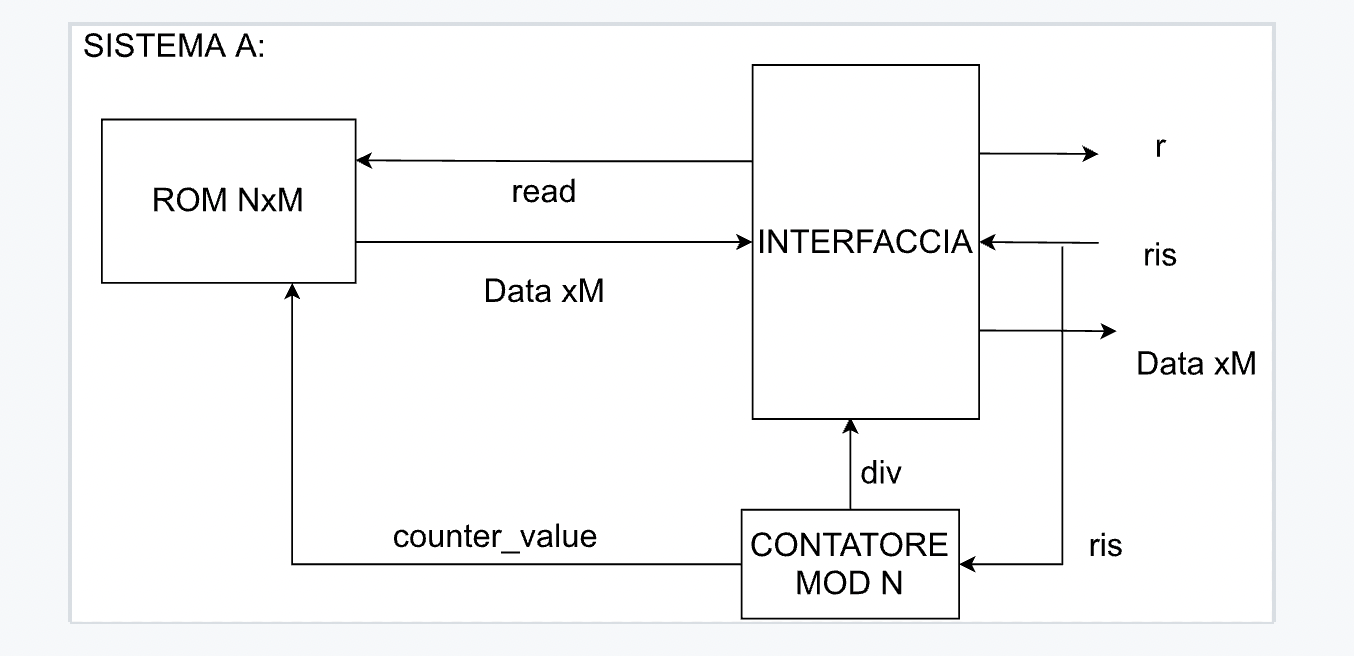 SISTEMA A:
ROM NxM
read
Data xM
INTERFACCIA
r
ris
Data xM
div
counter_value
CONTATORE
MOD N
ris